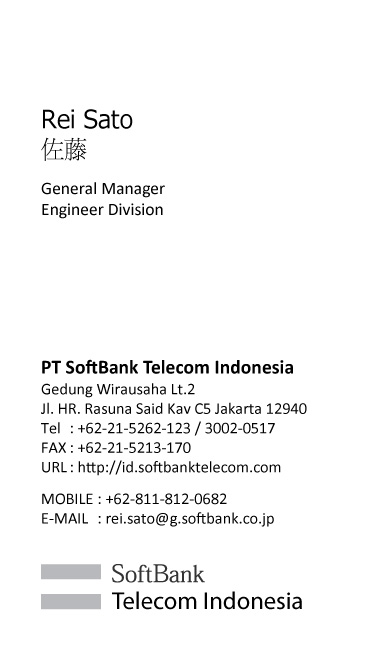 Rei Sato
佐藤
General Manager
Engineer Division
PT SoftBank Telecom Indonesia
Gedung Wirausaha Lt.2
Jl. HR. Rasuna Said Kav C5 Jakarta 12940
Tel : +62-21-5262-123 / 3002-0517
FAX : +62-21-5213-170
URL : http://id.softbanktelecom.com
MOBILE : +62-811-812-0682
E-MAIL : rei.sato@g.softbank.co.jp
SoftBank
Telecom Indonesia